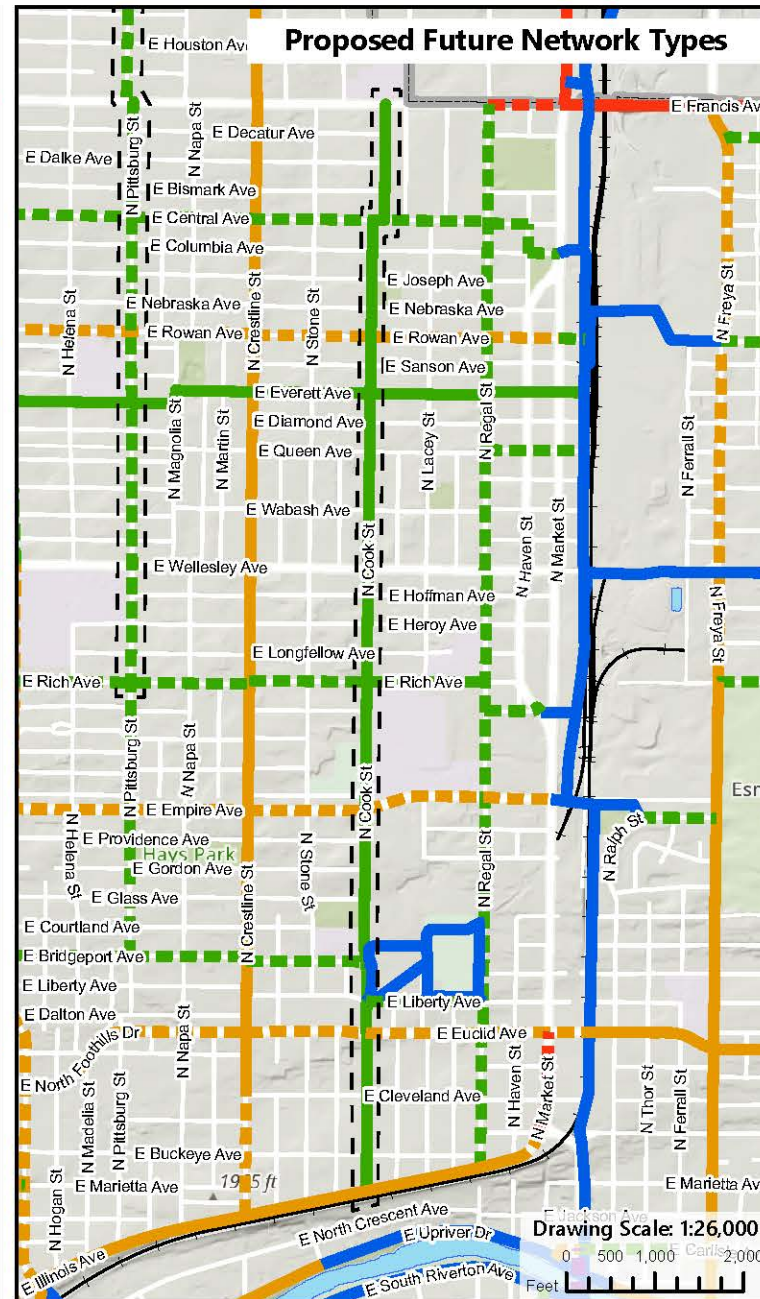 Proposed Future Network Types
E Houston Av
E Francis Av
N Pittsburg St
N Napa St
E Decatur Ave
E Dalke Ave
E Bismark Ave
E Central Ave
E Columbia Ave
E Joseph Ave
N Helena St
E Nebraska Ave
N Crestline St
N Stone St
E Nebraska Ave
N Freya St
E Rowan Ave
E Rowan Ave
E Sanson Ave
E Everett Ave
N Regal St
N Magnolia St
N Martin St
E Diamond Ave
N Lacey St
N Ferrall St
E Queen Ave
E Wabash Ave
N Haven St
N Market St
E Wellesley Ave
N Cook St
E Hoffman Ave
N Freya St
E Heroy Ave
E Longfellow Ave
E Rich Ave
E Rich Ave
N Pittsburg St
N Napa St
N Cook St
Esm
E Empire Ave
N Helena St
E Providence Ave
N Stone St
N Regal St
N Ralph St
Hays Park
E Gordon Ave
N Crestline St
E Glass Ave
E Courtland Ave
E Bridgeport Ave
E Liberty Ave
E Liberty Ave
E Dalton Ave
E Euclid Ave
E North Foothills Dr
N Napa St
N Haven St
N Market St
N Thor St
N Ferrall St
N Madelia St
N Pittsburg St
E Cleveland Ave
E Buckeye Ave
N Hogan St
E Marietta Ave
E Marietta Ave
E North Crescent Ave
E Jackson Ave
E Upriver Dr
Drawing Scale: 1:26,000
E Illinois Ave
E South Riverton Ave
E Carlisl
0 500 1,000 2,000
Feet